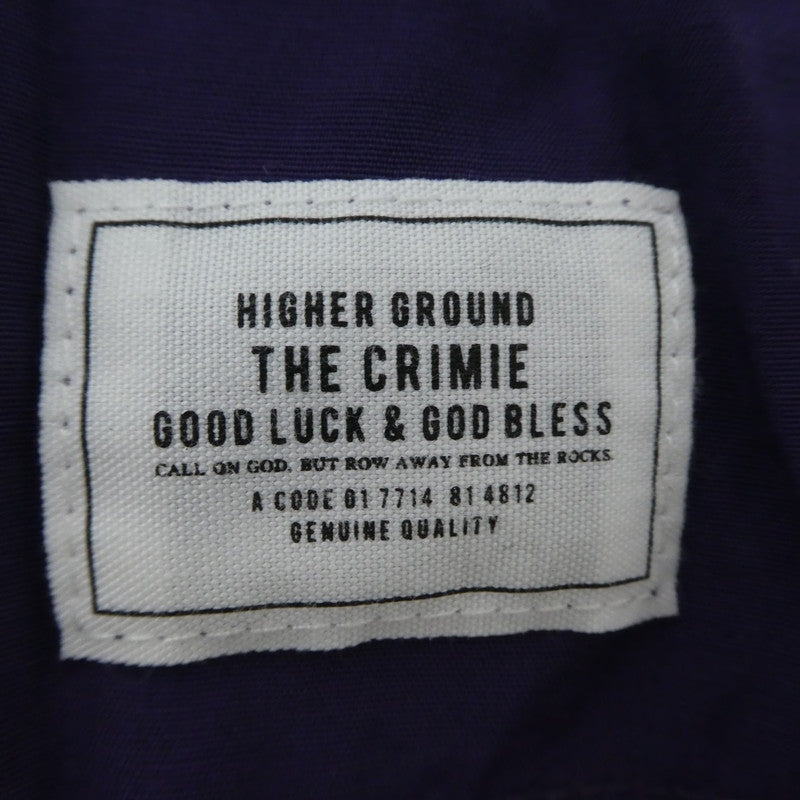 HIGHER GROUND
THE CRIMIE
GOOD LUCK & GOD BLESS
CALL ON GOD, BUT ROW AWAY FROM THE ROCKS.
A CODE 01 7714 81 4812
GENUINE QUALITY